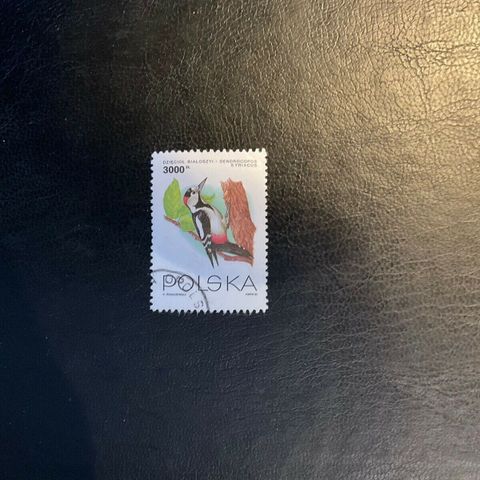 DZIĘCIOŁ BIAŁOSZYI - DENDROCOPOS
SYRIACUS
3000 ZŁ
POLSKA